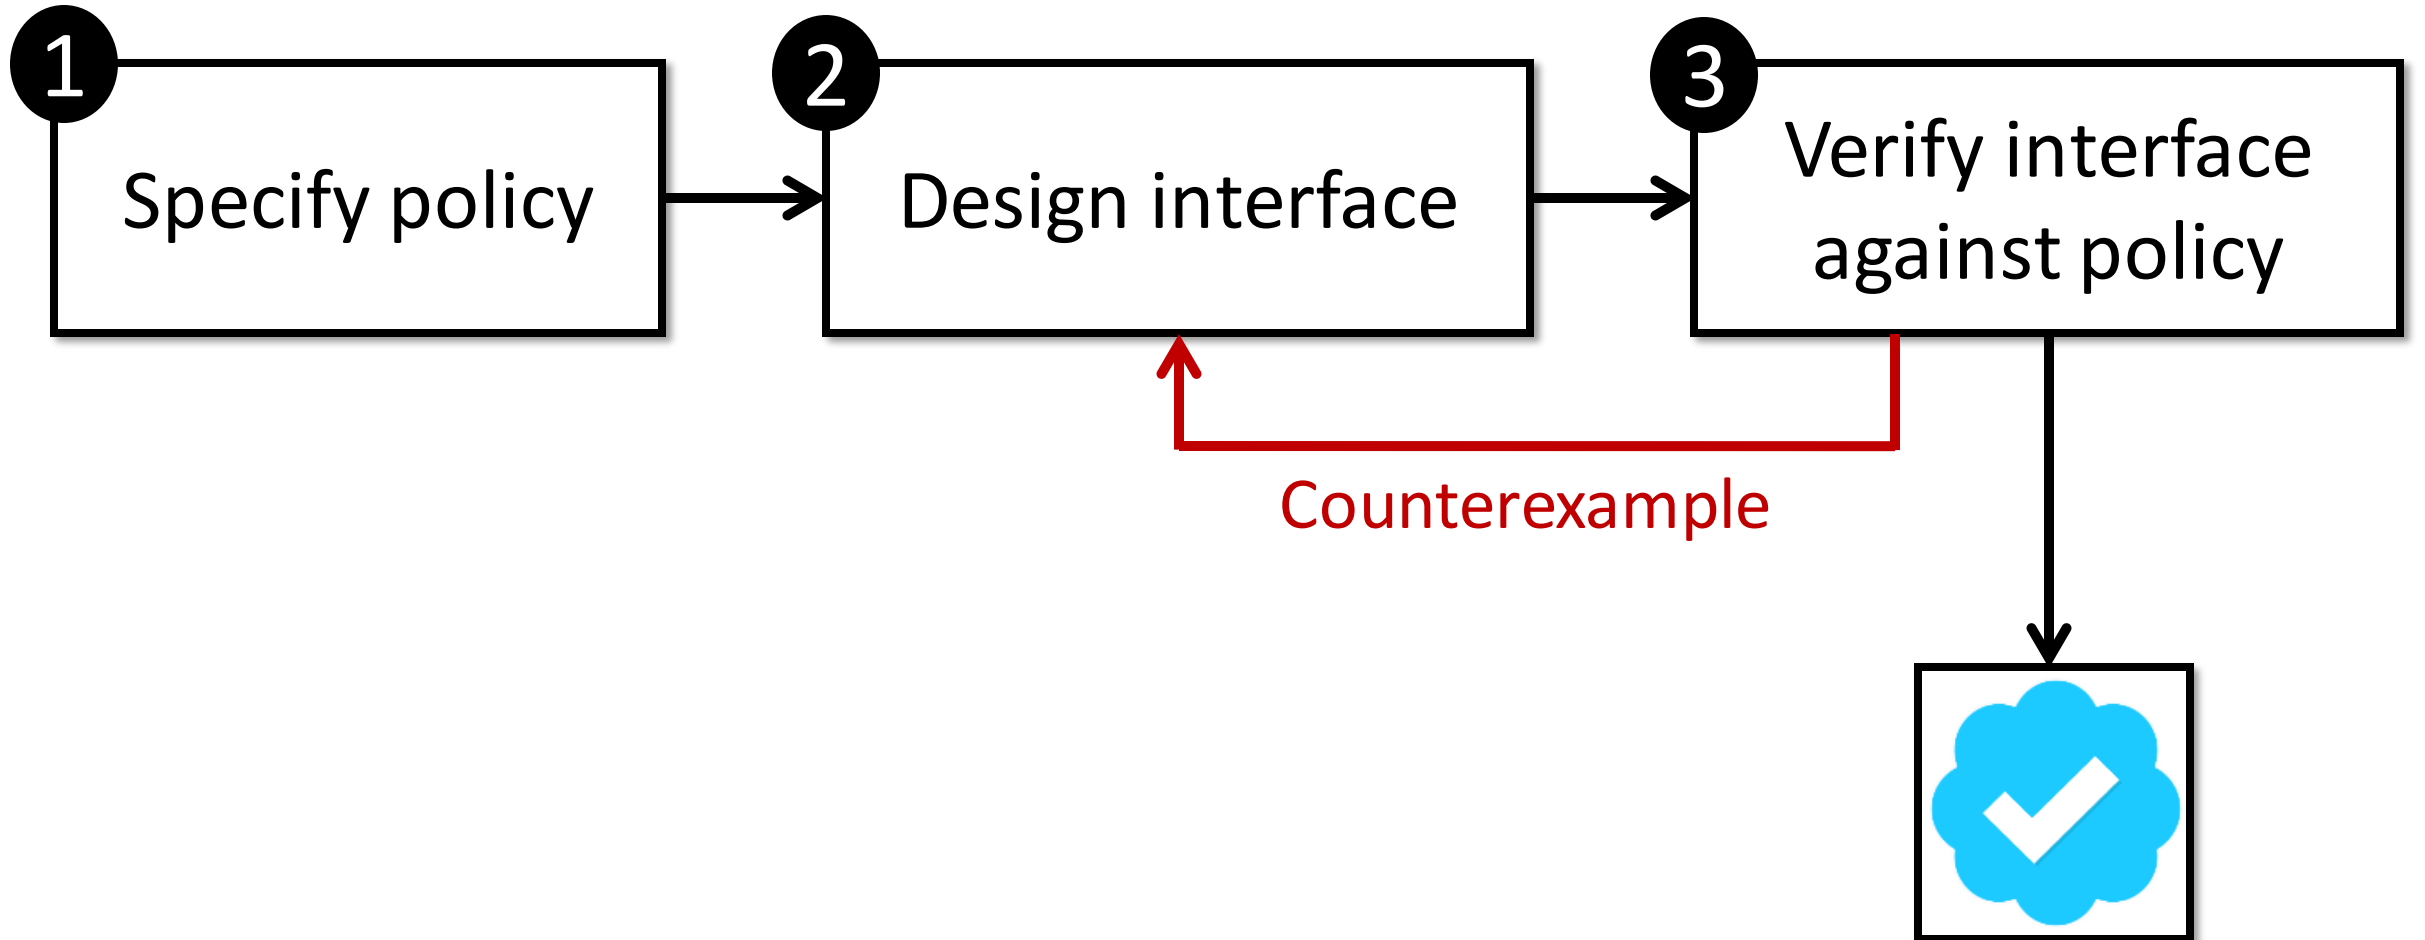 1
Specify policy
2
Design interface
3
Verify interface
against policy
Counterexample